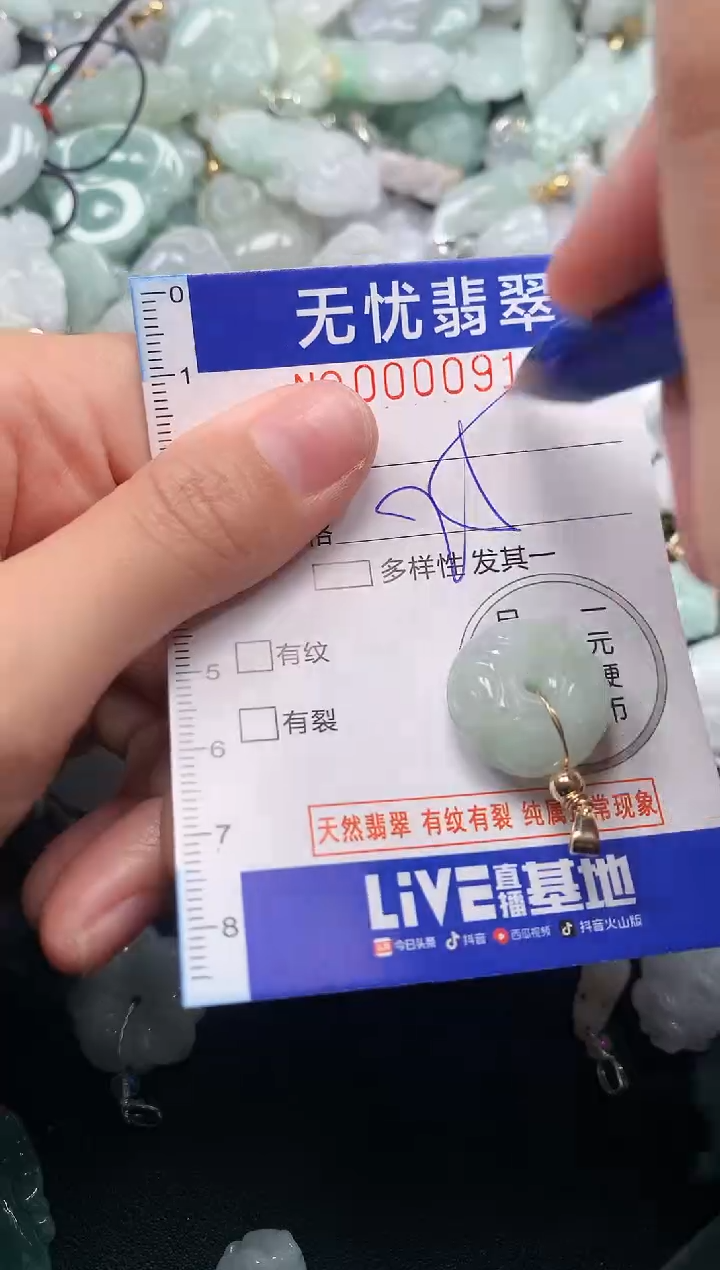 0
无忧翡翠
1
NO000091
格
多样性 发其一
一
元
5
有纹
便
6
有裂
7
天然翡翠 有纹有裂 纯属 常现象
8
LiVE直播基地
今日头条 抖音 西瓜视频 抖音火山版